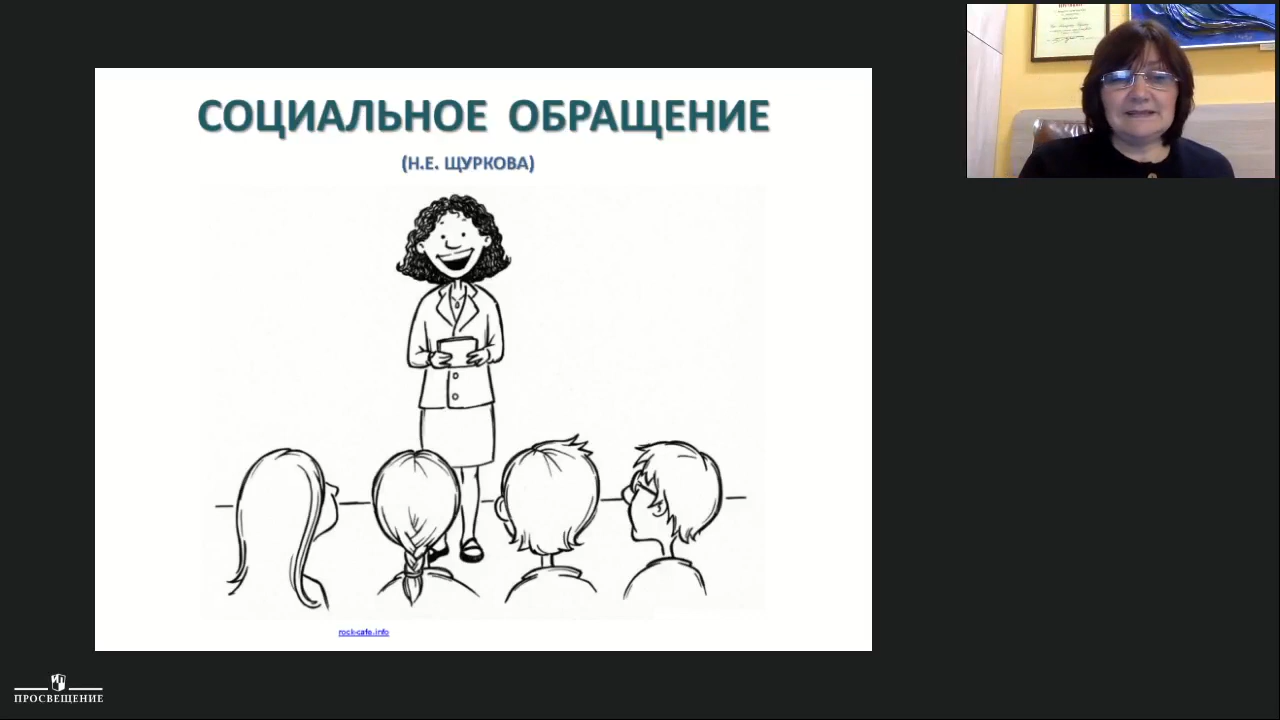 СОЦИАЛЬНОЕ ОБРАЩЕНИЕ
(Н.Е. ЩУРКОВА)
rock-cafe.info
ПРОСВЕЩЕНИЕ